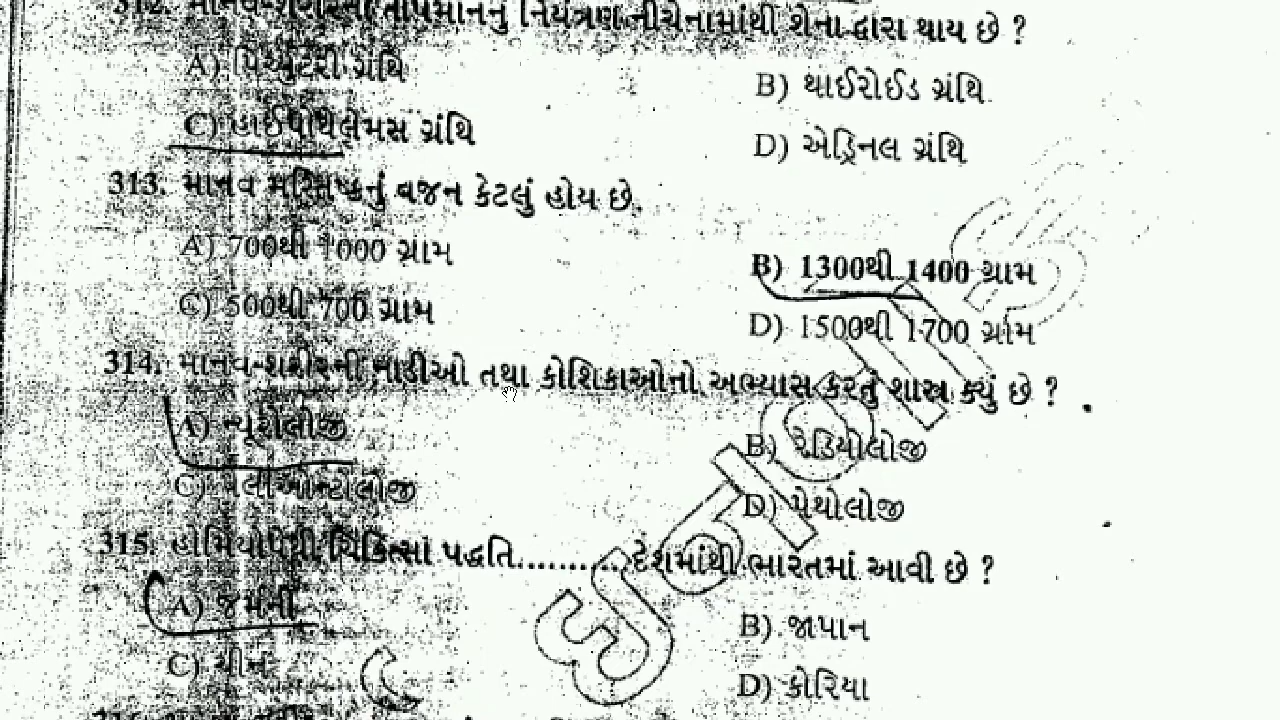 312. માનવ-શરીરના તાપમાનનું નિયંત્રણ નીચેનામાંથી શેના દ્વારા થાય છે ?
A) પિચ્યુટરી ગ્રંથિ
B) થાઈરોઈડ ગ્રંથિ
C) હાઈપોથેલેમસ ગ્રંથિ
D) એડ્રિનલ ગ્રંથિ
313. માનવ મસ્તિષ્કનું વજન કેટલું હોય છે.
A) 700થી 1000 ગ્રામ
B) 1300થી 1400 ગ્રામ
C) 500થી 700 ગ્રામ
D) 1500થી 1700 ગ્રામ
314. માનવ-શરીરની નાડીઓ તથા કોશિકાઓનો અભ્યાસ કરતું શાસ્ત્ર ક્યું છે ?
A) ન્યૂરોલોજી
B) રેડિયોલોજી
C) પેલીઓન્ટોલોજી
D) પેથોલોજી
315. હોમિયોપેથી ચિકિત્સા પદ્ધતિ..........દેશમાંથી ભારતમાં આવી છે ?
A) જર્મની
B) જાપાન
C) ચીન
D) કોરિયા